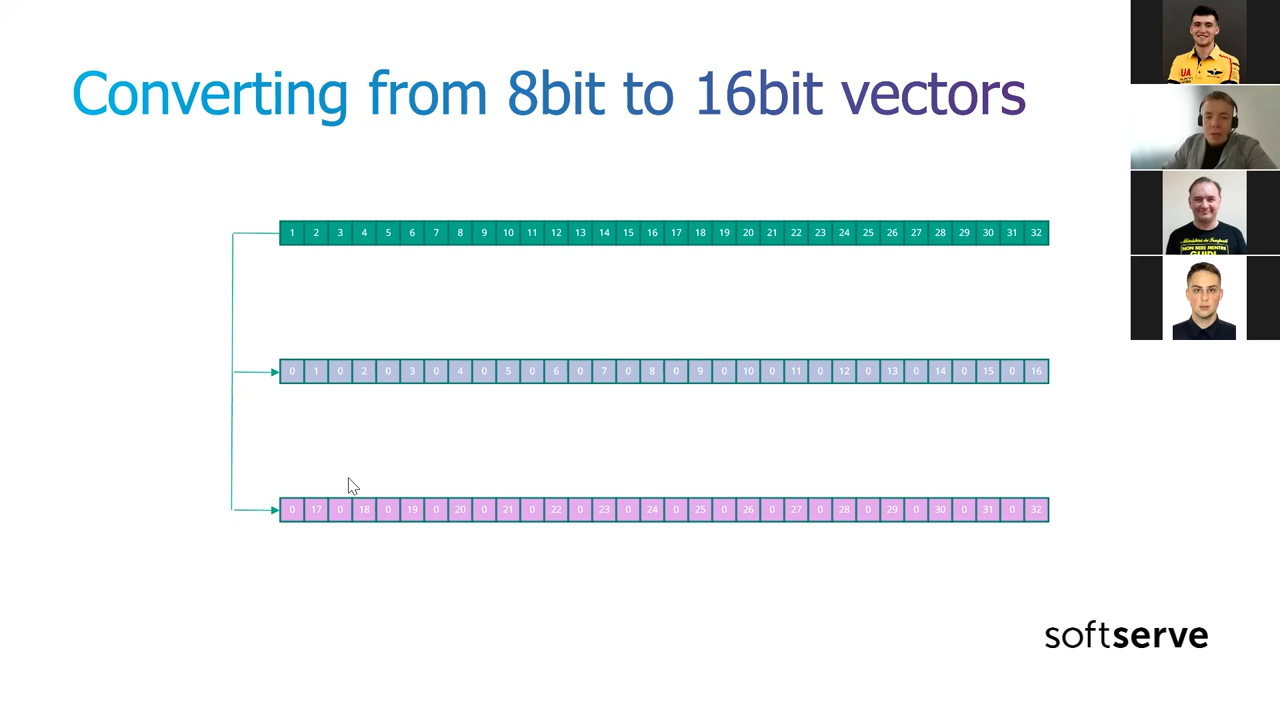 Converting from 8bit to 16bit vectors
1 2 3 4 5 6 7 8 9 10 11 12 13 14 15 16 17 18 19 20 21 22 23 24 25 26 27 28 29 30 31 32
0 1 0 2 0 3 0 4 0 5 0 6 0 7 0 8 0 9 0 10 0 11 0 12 0 13 0 14 0 15 0 16
0 17 0 18 0 19 0 20 0 21 0 22 0 23 0 24 0 25 0 26 0 27 0 28 0 29 0 30 0 31 0 32
softserve
UA
NON BERE MENTRE
GUIDI